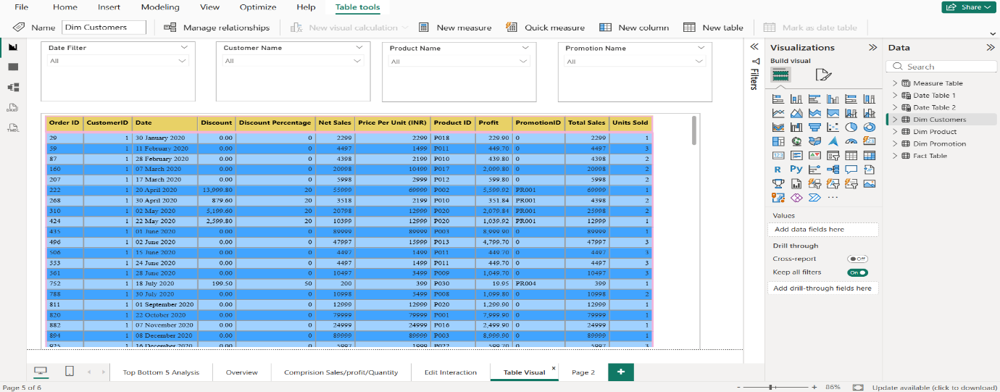 File Home Insert Modeling View Optimize Help Table tools Share
Name Dim Customers Manage relationships New visual calculation New measure Quick measure New column New table Mark as date table
Date Filter Customer Name Product Name Promotion Name
All All All All
Order ID CustomerID Date Discount Discount Percentage Net Sales Price Per Unit (INR) Product ID Profit PromotionID Total Sales Units Sold
29 1 30 January 2020 0.00 0 2299 2299 P018 229.90 0 2299 1
59 1 11 February 2020 0.00 0 4497 1499 P011 449.70 0 4497 3
87 1 28 February 2020 0.00 0 4398 2199 P010 439.80 0 4398 2
160 1 07 March 2020 0.00 0 20998 10499 P017 2,099.80 0 20998 2
207 1 17 March 2020 0.00 0 5998 2999 P012 599.80 0 5998 2
222 1 20 April 2020 13,999.80 20 55999 69999 P002 5,599.92 PR001 69999 1
268 1 30 April 2020 879.60 20 3518 2199 P010 351.84 PR001 4398 2
310 1 02 May 2020 5,199.60 20 20798 12999 P020 2,079.84 PR001 25998 2
424 1 22 May 2020 2,599.80 20 10399 12999 P020 1,039.92 PR001 12999 1
435 1 01 June 2020 0.00 0 89999 89999 P003 8,999.90 0 89999 1
496 1 02 June 2020 0.00 0 47997 15999 P013 4,799.70 0 47997 3
506 1 15 June 2020 0.00 0 4497 1499 P011 449.70 0 4497 3
553 1 24 June 2020 0.00 0 4497 1499 P011 449.70 0 4497 3
561 1 28 June 2020 0.00 0 10497 3499 P009 1,049.70 0 10497 3
752 1 18 July 2020 199.50 50 200 399 P030 19.95 PR004 399 1
788 1 30 July 2020 0.00 0 10998 5499 P008 1,099.80 0 10998 2
811 1 01 September 2020 0.00 0 12999 12999 P020 1,299.90 0 12999 1
820 1 22 October 2020 0.00 0 79999 79999 P001 7,999.90 0 79999 1
882 1 07 November 2020 0.00 0 24999 24999 P016 2,499.90 0 24999 1
894 1 08 December 2020 0.00 0 89999 89999 P003 8,999.90 0 89999 1
925 1 16 December 2020 0.00 0 5997 1999 P022 599.70 0 5997 3
Filters
Visualizations
Build visual
R Py
123
Values
Add data fields here
Drill through
Cross-report Off
Keep all filters On
Add drill-through fields here
Data
Search
Measure Table
Date Table 1
Date Table 2
Dim Customers
Dim Product
Dim Promotion
Fact Table
DAX
TMDL
Top Bottom 5 Analysis Overview Comprision Sales/profit/Quantity Edit Interaction Table Visual x Page 2 +
Page 5 of 6 - + 86% Update available (click to download)